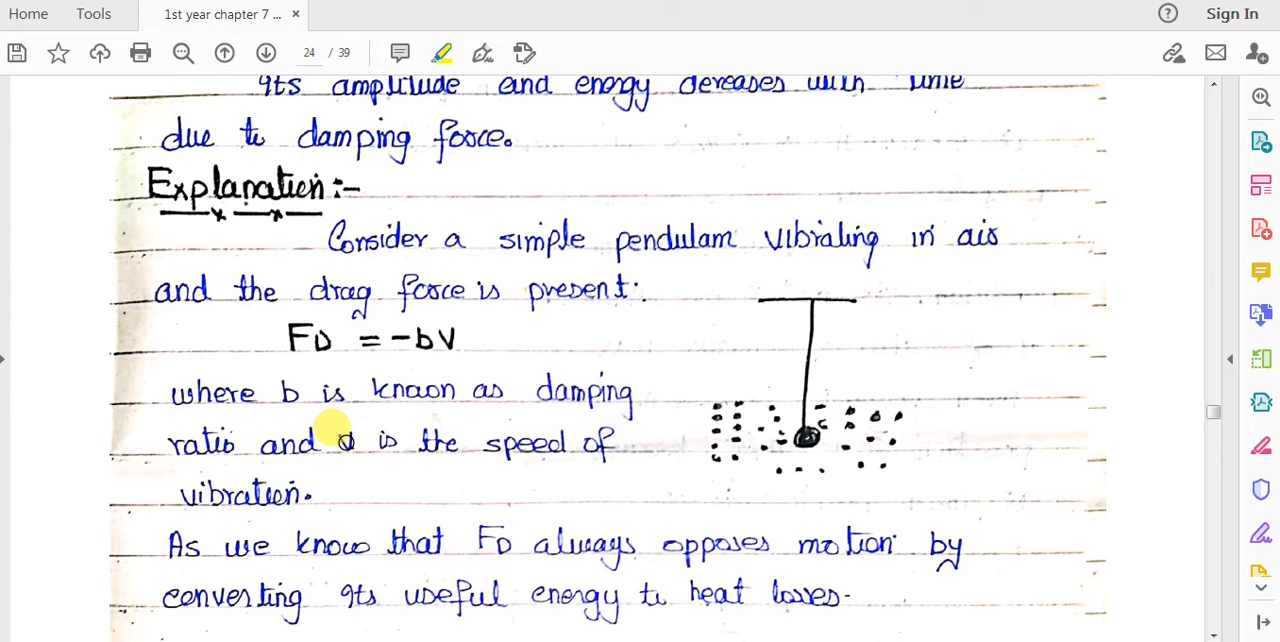 Home Tools 1st year chapter 7 ... × Sign In
24 / 39
Its amplitude and energy decreases with time
due to damping force.
Explanation :-
Consider a simple pendulam vibrating in air
and the drag force is present.
FD = -bV
where b is known as damping
ratio and v is the speed of
vibration.
As we know that FD always opposes motion by
converting Its useful energy to heat losses.